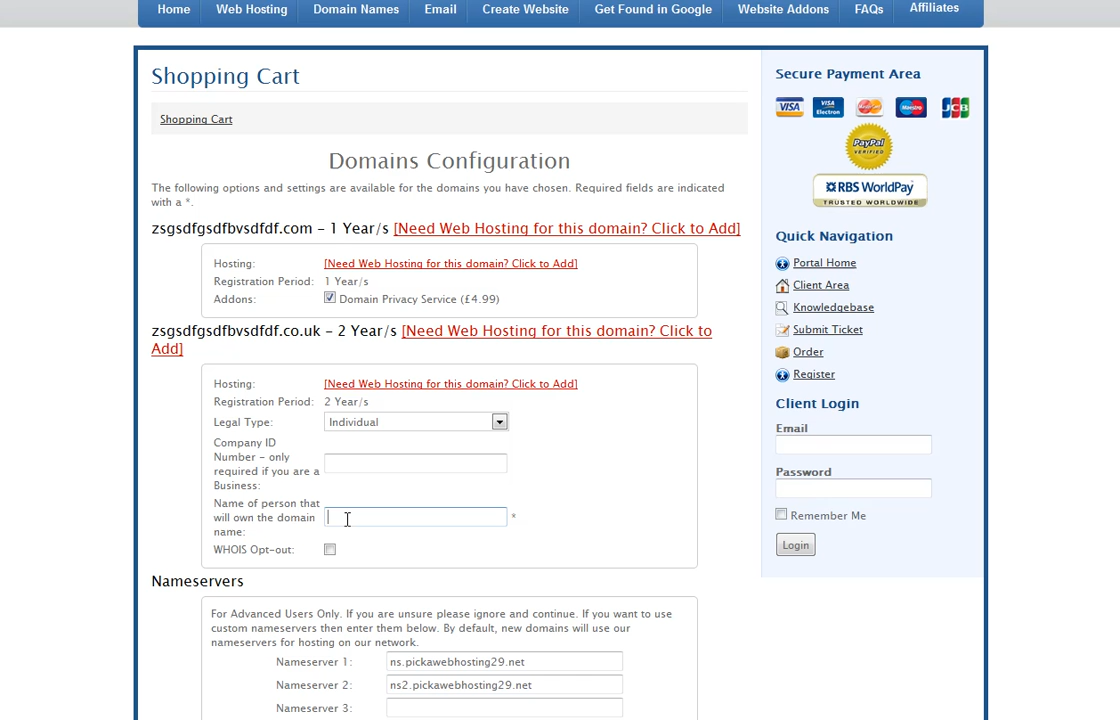 Home Web Hosting Domain Names Email Create Website Get Found in Google Website Addons FAQs Affiliates
Shopping Cart
Shopping Cart
Domains Configuration
The following options and settings are available for the domains you have chosen. Required fields are indicated
with a *.
zsgsdfgsdfbvsdfdf.com - 1 Year/s [Need Web Hosting for this domain? Click to Add]
Hosting: [Need Web Hosting for this domain? Click to Add]
Registration Period: 1 Year/s
Addons: Domain Privacy Service (£4.99)
zsgsdfgsdfbvsdfdf.co.uk - 2 Year/s [Need Web Hosting for this domain? Click to
Add]
Hosting: [Need Web Hosting for this domain? Click to Add]
Registration Period: 2 Year/s
Legal Type: Individual
Company ID
Number - only
required if you are a
Business:
Name of person that
will own the domain *
name:
WHOIS Opt-out:
Nameservers
For Advanced Users Only. If you are unsure please ignore and continue. If you want to use
custom nameservers then enter them below. By default, new domains will use our
nameservers for hosting on our network.
Nameserver 1: ns.pickawebhosting29.net
Nameserver 2: ns2.pickawebhosting29.net
Nameserver 3:
Secure Payment Area
VISA VISA Electron MasterCard Maestro JCB
PayPal
VERIFIED
RBS WorldPay
TRUSTED WORLDWIDE
Quick Navigation
Portal Home
Client Area
Knowledgebase
Submit Ticket
Order
Register
Client Login
Email
Password
Remember Me
Login